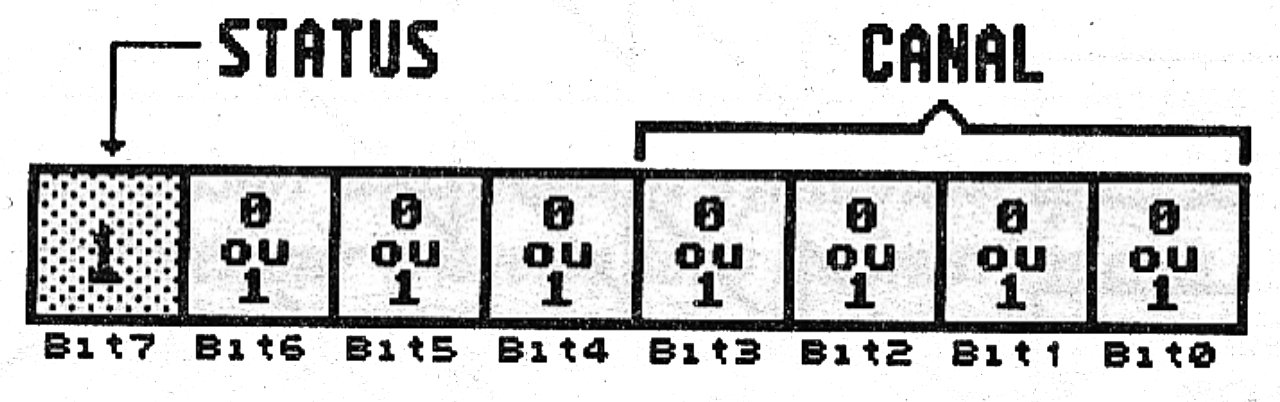 STATUS CANAL
1 0 0 0 0 0 0 0
ou ou ou ou ou ou ou
1 1 1 1 1 1 1
Bit7 Bit6 Bit5 Bit4 Bit3 Bit2 Bit1 Bit0